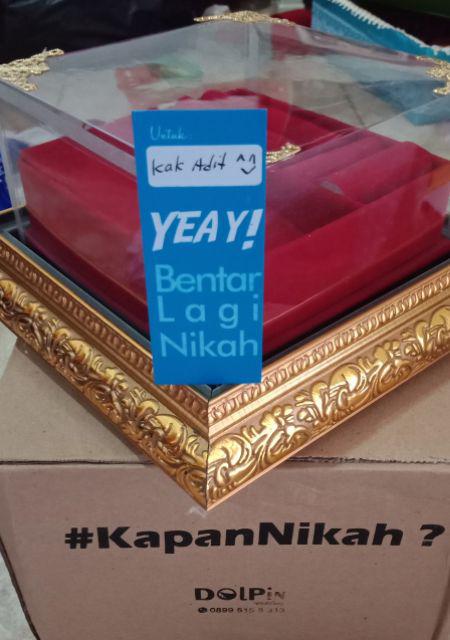 Untuk:
Kak Adit ^^
YEAY!
Bentar
Lagi
Nikah
#KapanNikah ?
DOLPiN